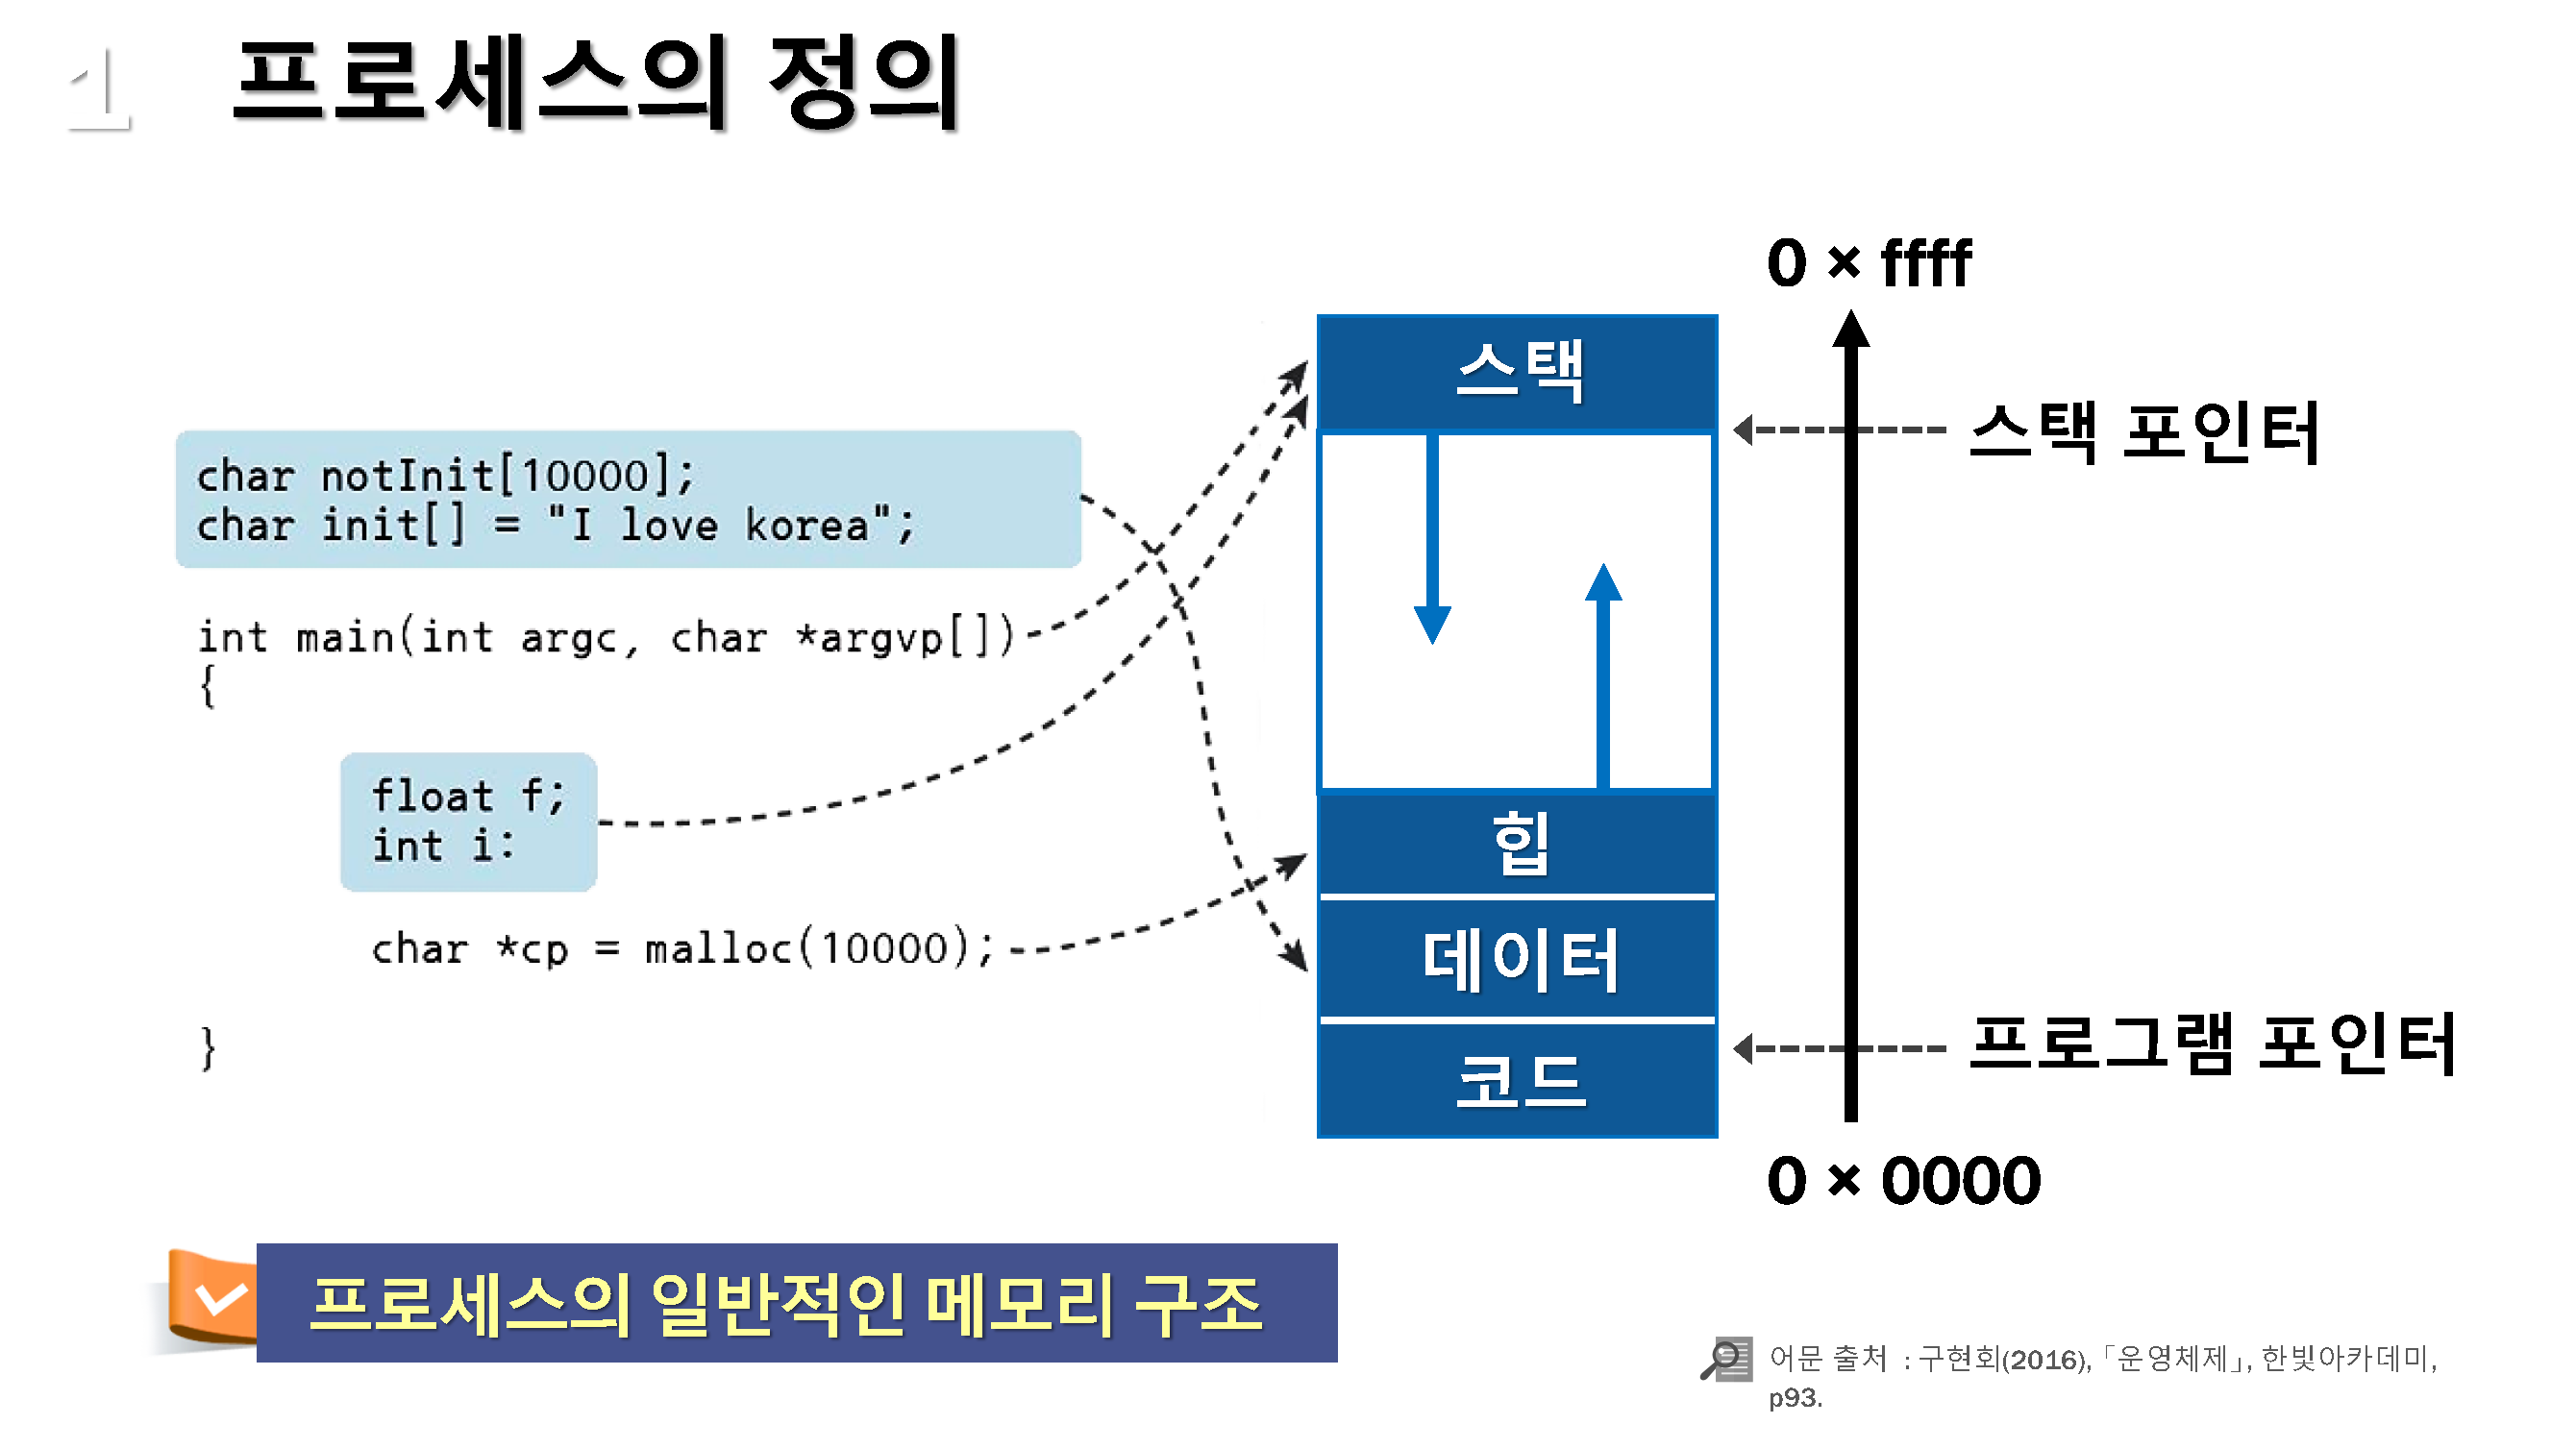 1 프로세스의 정의
0 × ffff
스택
스택 포인터
char notInit[10000];
char init[] = "I love korea";
int main(int argc, char *argvp[])
{
float f;
int i:
char *cp = malloc(10000);
}
힙
데이터
코드
프로그램 포인터
0 × 0000
프로세스의 일반적인 메모리 구조
어문 출처 : 구현회(2016), 「운영체제」, 한빛아카데미,
p93.